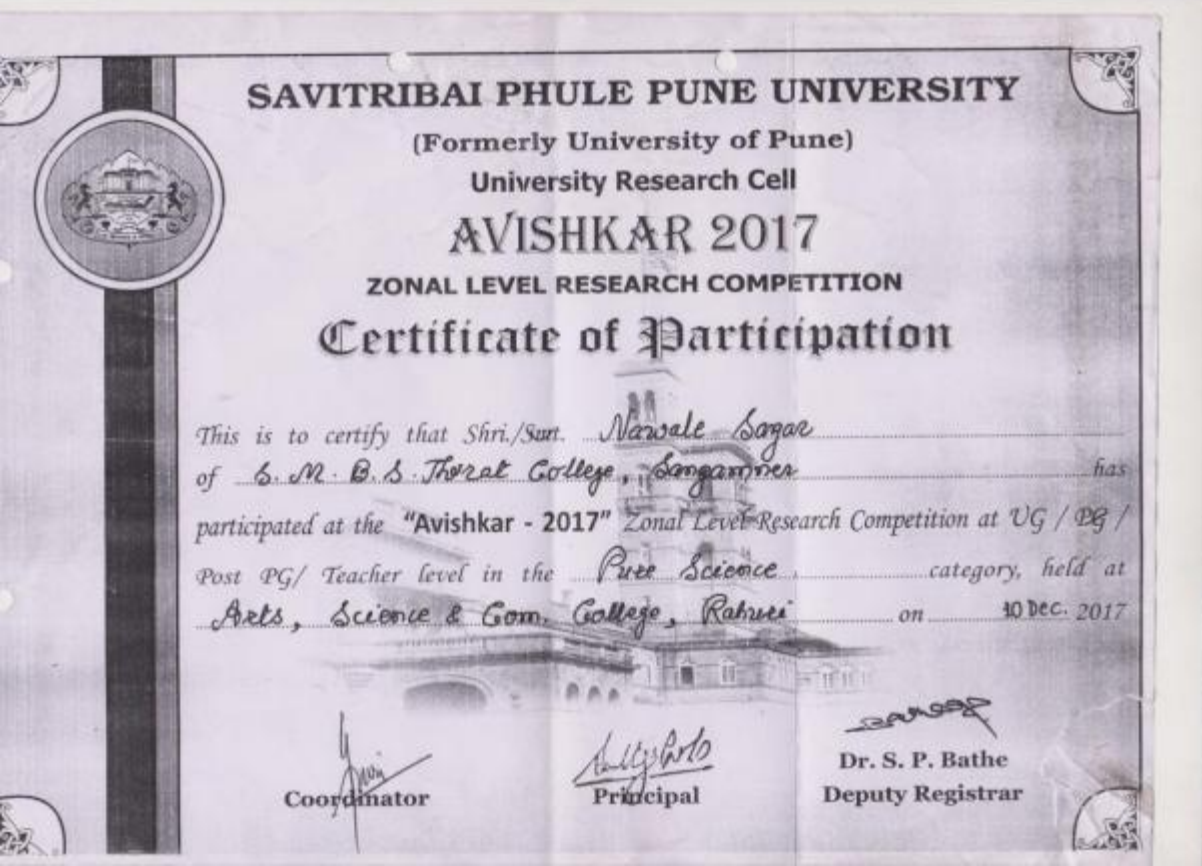 SAVITRIBAI PHULE PUNE UNIVERSITY
(Formerly University of Pune)
University Research Cell
AVISHKAR 2017
ZONAL LEVEL RESEARCH COMPETITION
Certificate of Participation
This is to certify that Shri./Smt. Nawale Sagar
of S. M. B. S. Thorat College, Sangamner has
participated at the "Avishkar - 2017" Zonal Level Research Competition at UG / PG /
Post PG/ Teacher level in the Pure Science category, held at
Arts, Science & Com. College, Rahuri on 10 Dec. 2017
Coordinator
Principal
Dr. S. P. Bathe
Deputy Registrar